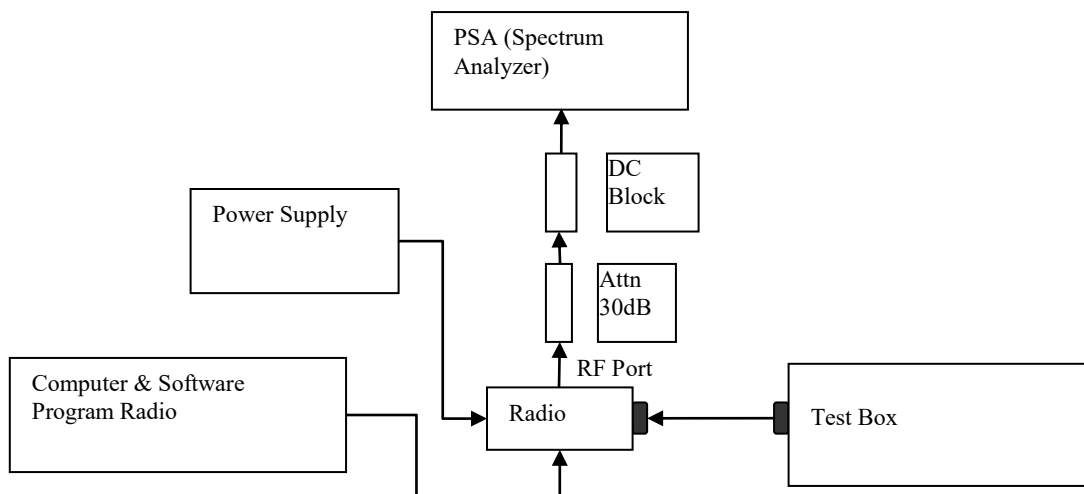 PSA (Spectrum
Analyzer)
DC
Block
Power Supply
Attn
30dB
RF Port
Computer & Software
Program Radio
Radio
Test Box